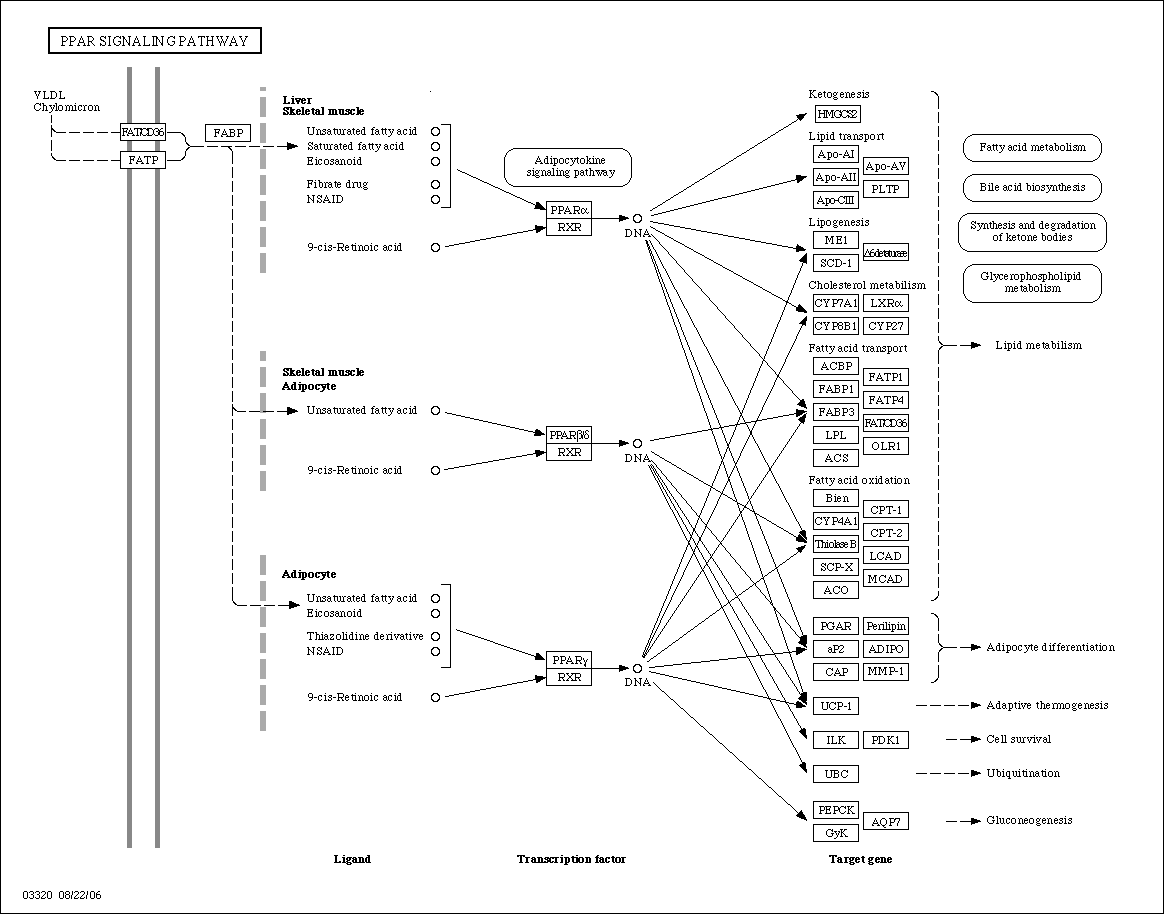 PPAR SIGNALING PATHWAY
VLDL
Chylomicron
FAT/CD36
FATP
FABP
Liver
Skeletal muscle
Unsaturated fatty acid
Saturated fatty acid
Eicosanoid
Fibrate drug
NSAID
9-cis-Retinoic acid
Adipocytokine
signaling pathway
PPARα
RXR
DNA
Skeletal muscle
Adipocyte
Unsaturated fatty acid
9-cis-Retinoic acid
PPARβ/δ
RXR
DNA
Adipocyte
Unsaturated fatty acid
Eicosanoid
Thiazolidine derivative
NSAID
9-cis-Retinoic acid
PPARγ
RXR
DNA
Ketogenesis
HMGCS2
Lipid transport
Apo-AI
Apo-AII
Apo-CIII
Apo-AV
PLTP
Lipogenesis
ME1
SCD-1
Δ6desaturase
Cholesterol metabolism
CYP7A1
LXRα
CYP8B1
CYP27
Fatty acid transport
ACBP
FABP1
FABP3
LPL
ACS
FATP1
FATP4
FAT/CD36
OLR1
Fatty acid oxidation
Bien
CYP4A1
Thiolase B
SCP-X
ACO
CPT-1
CPT-2
LCAD
MCAD
PGAR
Perilipin
aP2
ADIPO
CAP
MMP-1
UCP-1
ILK
PDK1
UBC
PEPCK
GyK
AQP7
Fatty acid metabolism
Bile acid biosynthesis
Synthesis and degradation
of ketone bodies
Glycerophospholipid
metabolism
Lipid metabilism
Adipocyte differentiation
Adaptive thermogenesis
Cell survival
Ubiquitination
Gluconeogenesis
Ligand
Transcription factor
Target gene
03320 08/22/06